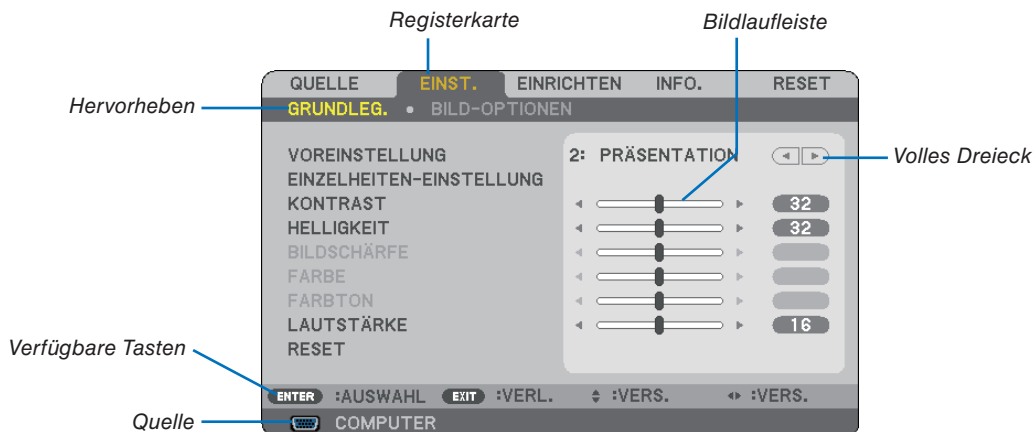 Registerkarte
Bildlaufleiste
QUELLE EINST. EINRICHTEN INFO. RESET
Hervorheben
GRUNDLEG. • BILD-OPTIONEN
VOREINSTELLUNG 2: PRÄSENTATION
Volles Dreieck
EINZELHEITEN-EINSTELLUNG
KONTRAST 32
HELLIGKEIT 32
BILDSCHÄRFE
FARBE
FARBTON
LAUTSTÄRKE 16
RESET
Verfügbare Tasten
ENTER :AUSWAHL EXIT :VERL. :VERS. :VERS.
Quelle
COMPUTER